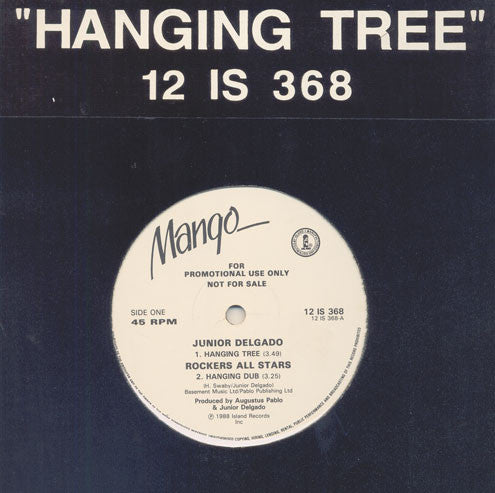 "HANGING TREE"
12 IS 368
Mango
FOR
PROMOTIONAL USE ONLY
NOT FOR SALE
SIDE ONE
45 RPM
12 IS 368
12 IS 368-A
JUNIOR DELGADO
1. HANGING TREE (3.49)
ROCKERS ALL STARS
2. HANGING DUB (3.25)
(H. Swaby/Junior Delgado)
Basement Music Ltd/Pablo Publishing Ltd
Produced by Augustus Pablo
& Junior Delgado
℗ 1988 Island Records
Inc